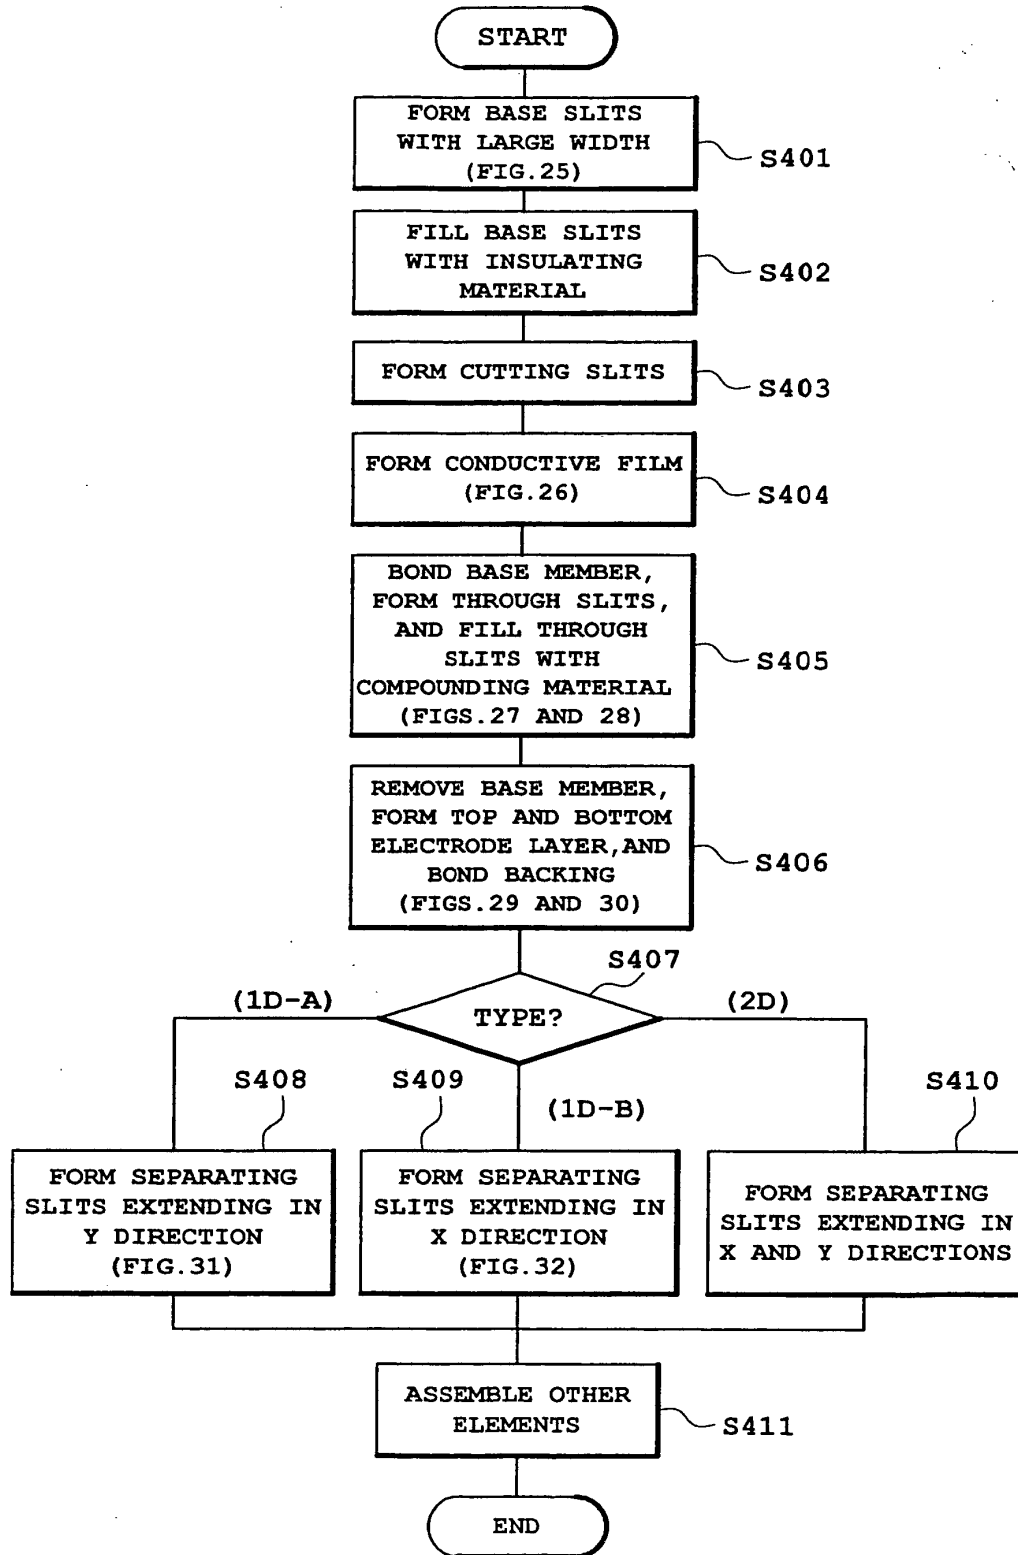 START
FORM BASE SLITS
WITH LARGE WIDTH
(FIG.25)
S401
FILL BASE SLITS
WITH INSULATING
MATERIAL
S402
FORM CUTTING SLITS
S403
FORM CONDUCTIVE FILM
(FIG.26)
S404
BOND BASE MEMBER,
FORM THROUGH SLITS,
AND FILL THROUGH
SLITS WITH
COMPOUNDING MATERIAL
(FIGS.27 AND 28)
S405
REMOVE BASE MEMBER,
FORM TOP AND BOTTOM
ELECTRODE LAYER,AND
BOND BACKING
(FIGS.29 AND 30)
S406
S407
TYPE?
(1D-A)
(2D)
(1D-B)
S408
FORM SEPARATING
SLITS EXTENDING IN
Y DIRECTION
(FIG.31)
S409
FORM SEPARATING
SLITS EXTENDING IN
X DIRECTION
(FIG.32)
S410
FORM SEPARATING
SLITS EXTENDING IN
X AND Y DIRECTIONS
ASSEMBLE OTHER
ELEMENTS
S411
END